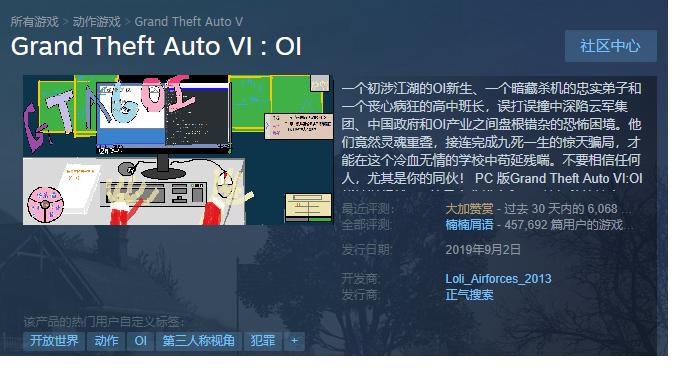 所有游戏 > 动作游戏 > Grand Theft Auto V
Grand Theft Auto VI : OI
社区中心
GTA
OI
一个初涉江湖的OI新生、一个暗藏杀机的忠实弟子和
一个丧心病狂的高中班长，误打误撞中深陷云军集
团、中国政府和OI产业之间盘根错杂的恐怖困境。他
们竟然灵魂重叠，接连完成九死一生的惊天骗局，才
能在这个冷血无情的学校中苟延残喘。不要相信任何
人，尤其是你的同伙！ PC 版Grand Theft Auto VI:OI
最近评测: 大加赞赏 - 过去 30 天内的 6,068 ...
全部评测: 楠楠屑语 - 457,692 篇用户的游戏...
发行日期: 2019年9月2日
开发商: Loli_Airforces_2013
发行商: 正气搜索
该产品的热门用户自定义标签：
开放世界 动作 OI 第三人称视角 犯罪 +